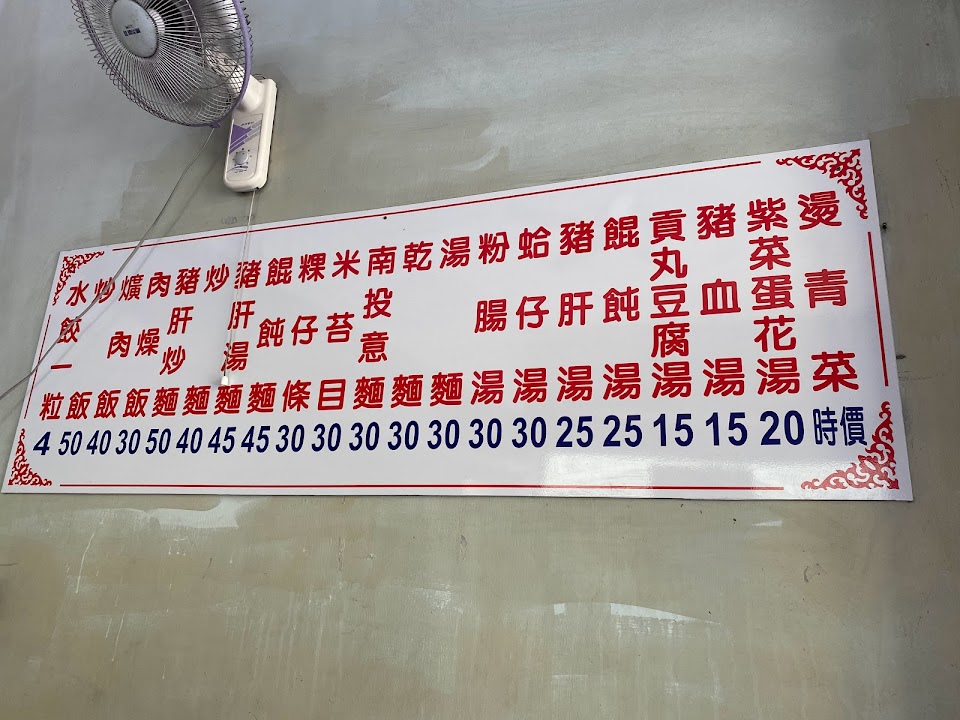 燙青菜 時價
紫菜蛋花湯 20
豬血湯 15
貢丸豆腐湯 15
餛飩湯 25
豬肝湯 25
蛤仔湯 30
粉腸湯 30
湯麵 30
乾麵 30
南投意麵 30
米苔目 30
粿仔條 30
餛飩麵 45
豬肝湯麵 45
炒麵 40
豬肝炒麵 50
肉燥飯 30
爌肉飯 40
炒飯 50
水餃一粒 4